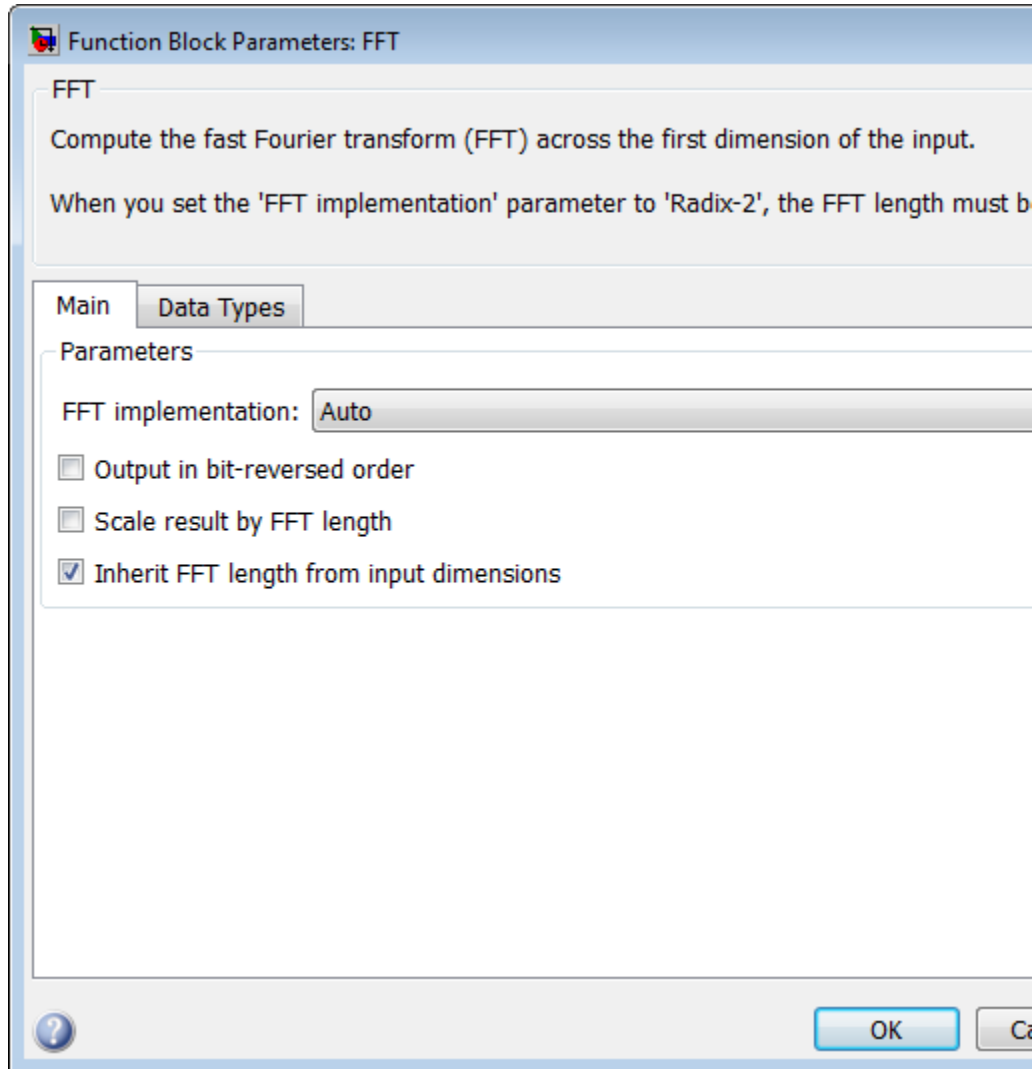 Function Block Parameters: FFT
FFT
Compute the fast Fourier transform (FFT) across the first dimension of the input.
When you set the 'FFT implementation' parameter to 'Radix-2', the FFT length must
Main
Data Types
Parameters
FFT implementation: Auto
Output in bit-reversed order
Scale result by FFT length
Inherit FFT length from input dimensions
?
OK